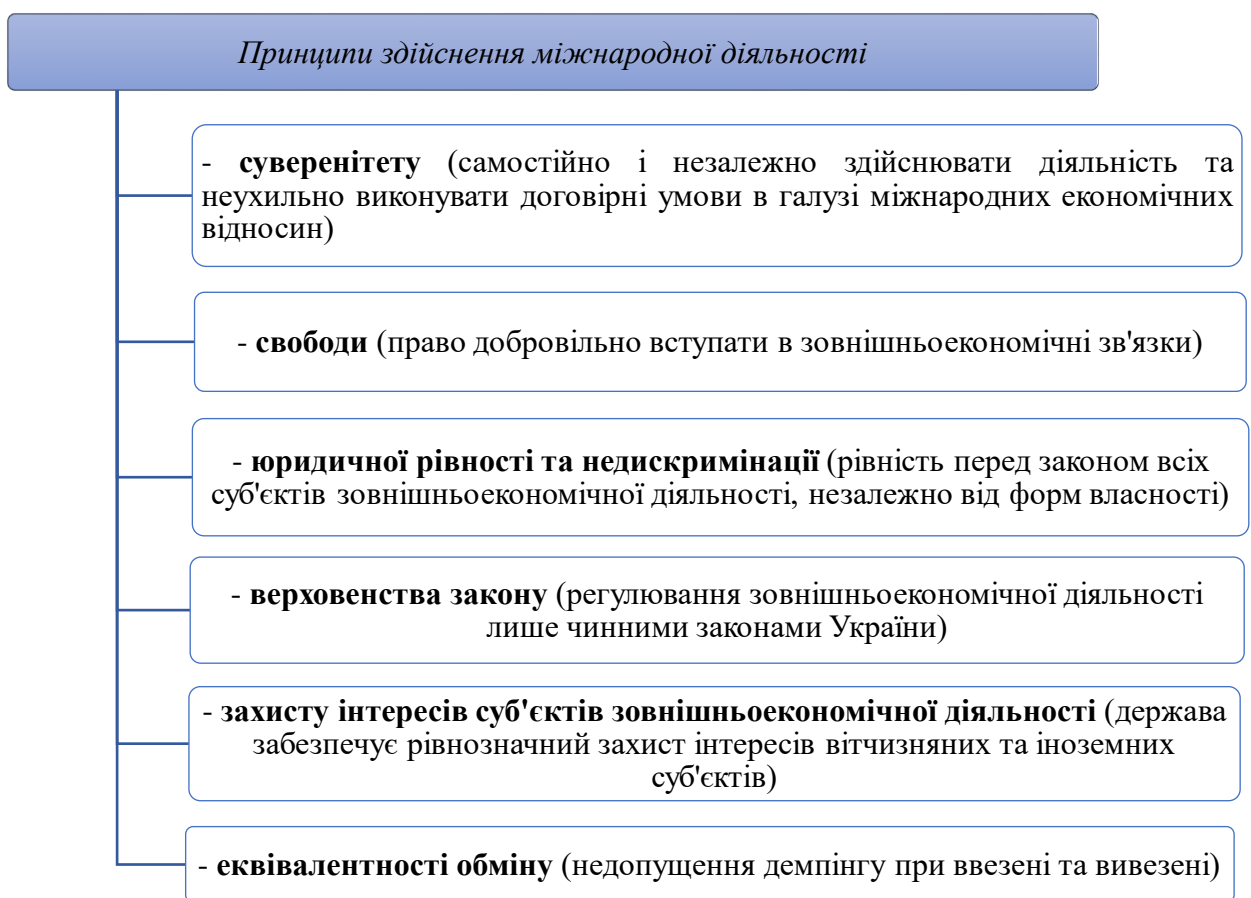 Принципи здійснення міжнародної діяльності
- суверенітету (самостійно і незалежно здійснювати діяльність та
неухильно виконувати договірні умови в галузі міжнародних економічних
відносин)
- свободи (право добровільно вступати в зовнішньоекономічні зв'язки)
- юридичної рівності та недискримінації (рівність перед законом всіх
суб'єктів зовнішньоекономічної діяльності, незалежно від форм власності)
- верховенства закону (регулювання зовнішньоекономічної діяльності
лише чинними законами України)
- захисту інтересів суб'єктів зовнішньоекономічної діяльності (держава
забезпечує рівнозначний захист інтересів вітчизняних та іноземних
суб'єктів)
- еквівалентності обміну (недопущення демпінгу при ввезені та вивезені)